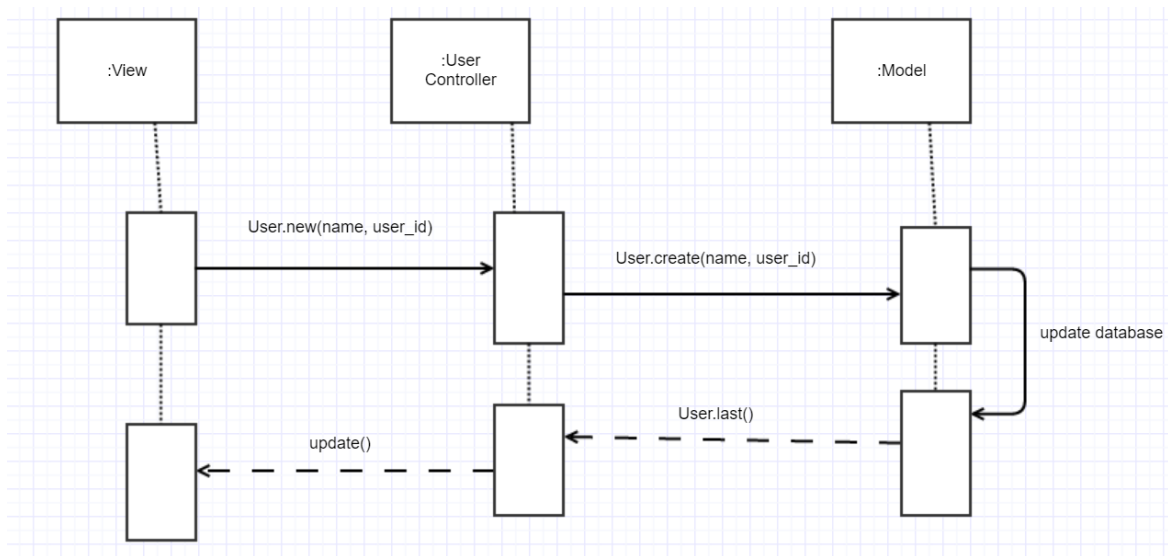 :View
:User
Controller
:Model
User.new(name, user_id)
User.create(name, user_id)
update database
User.last()
update()